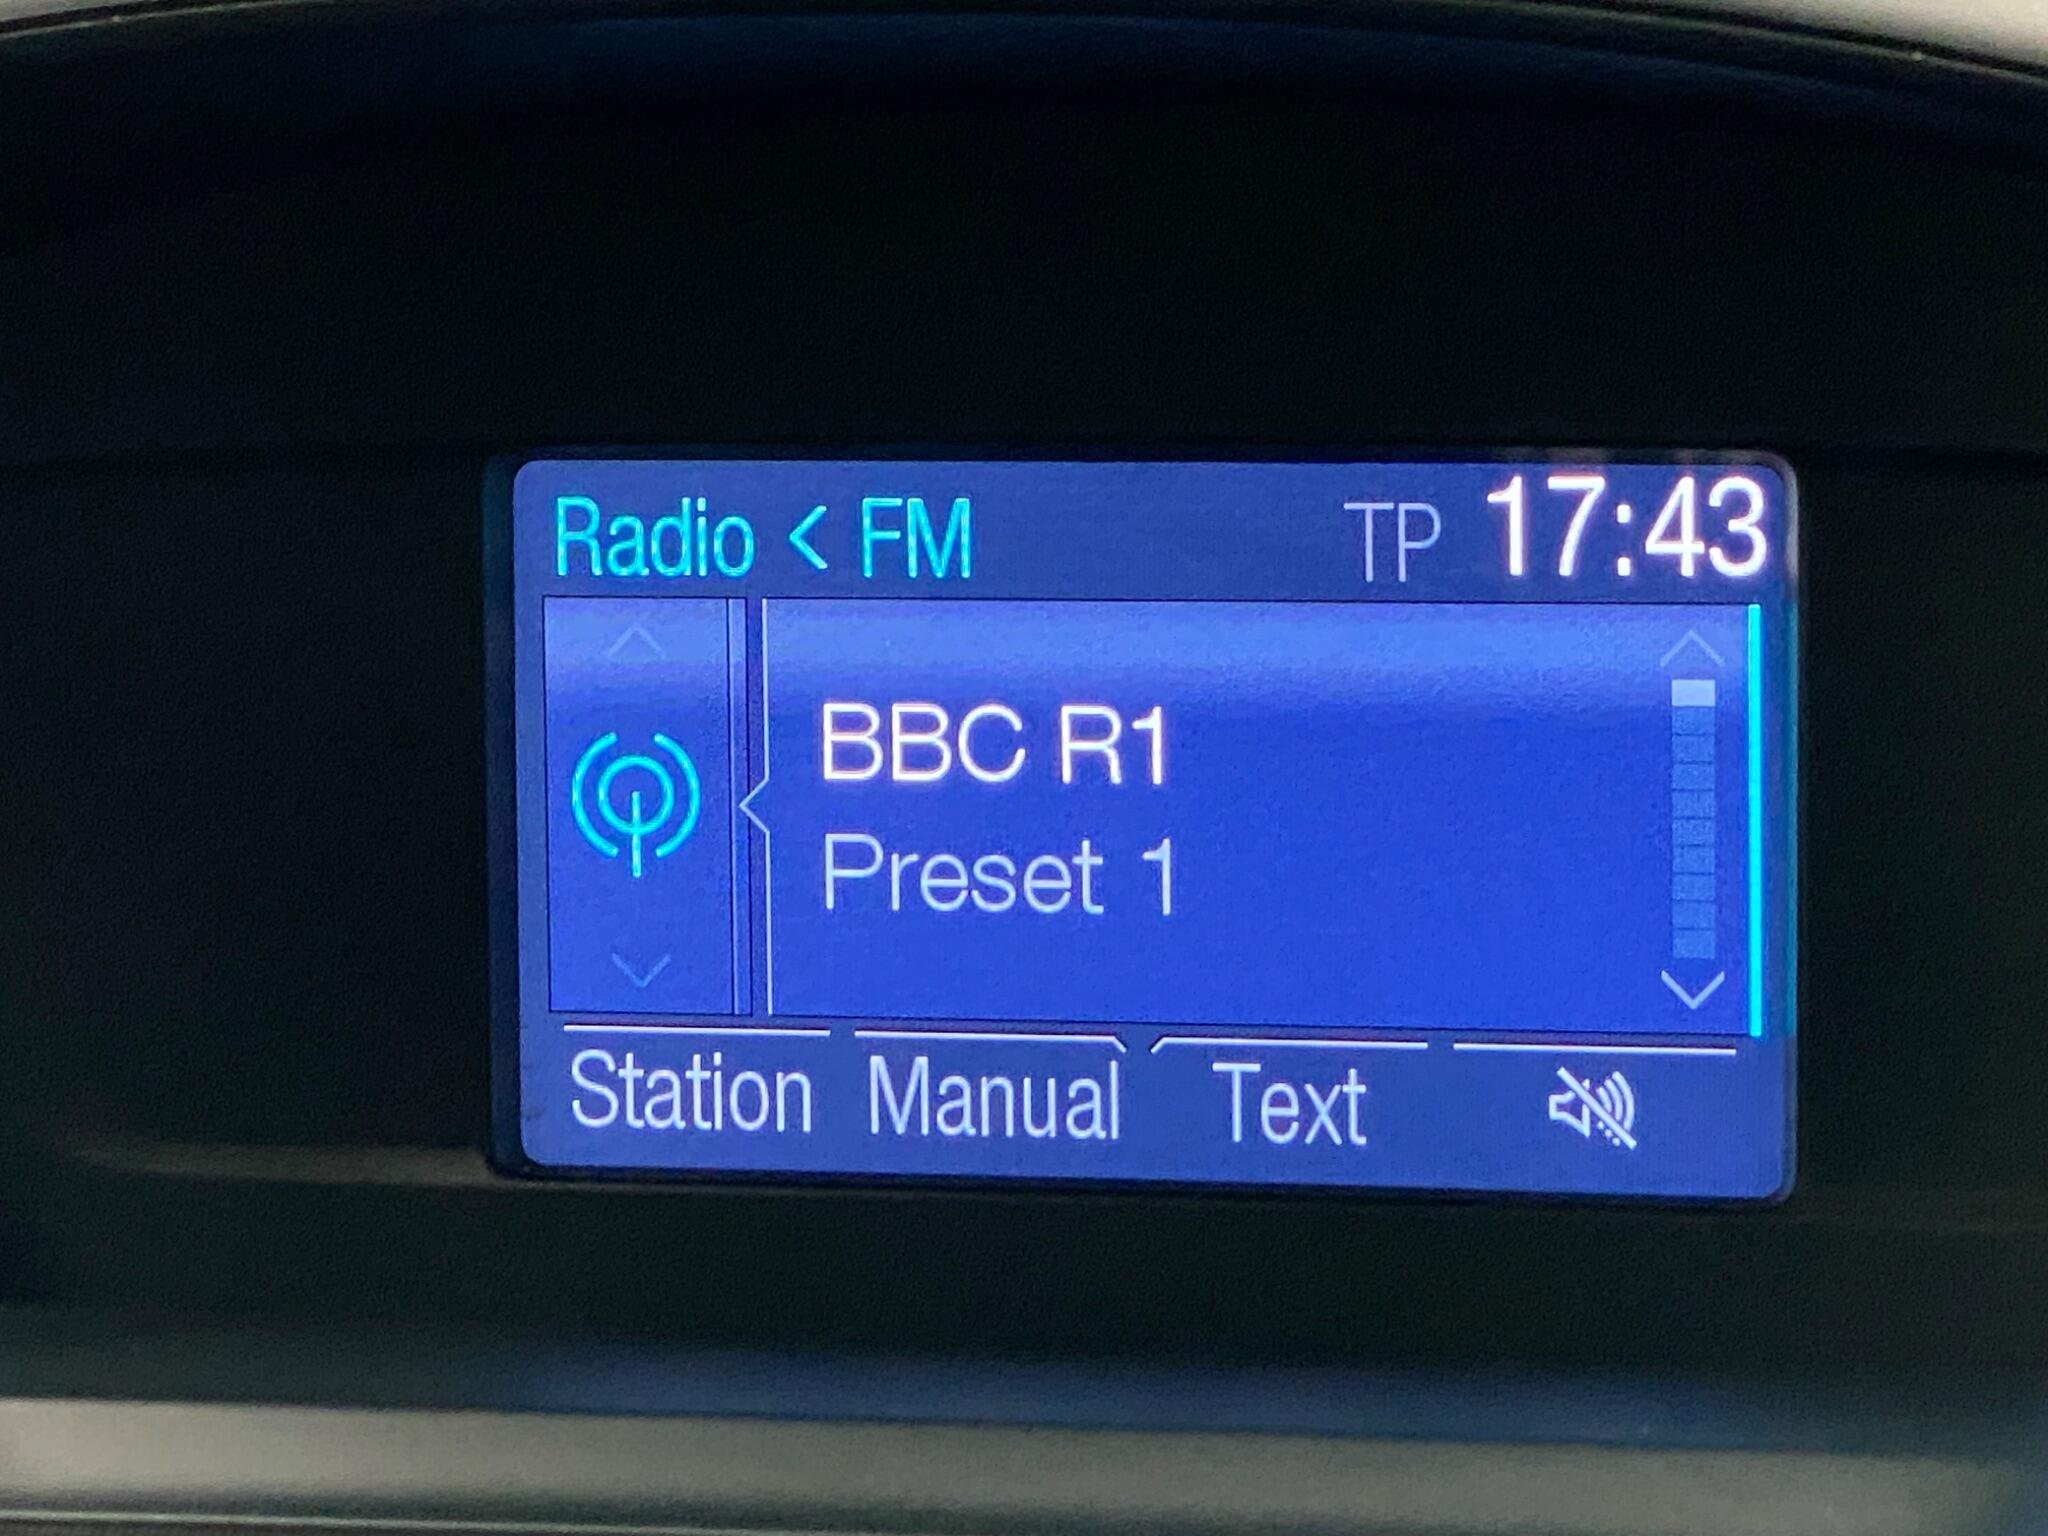 Radio < FM TP 17:43
BBC R1
Preset 1
Station Manual Text